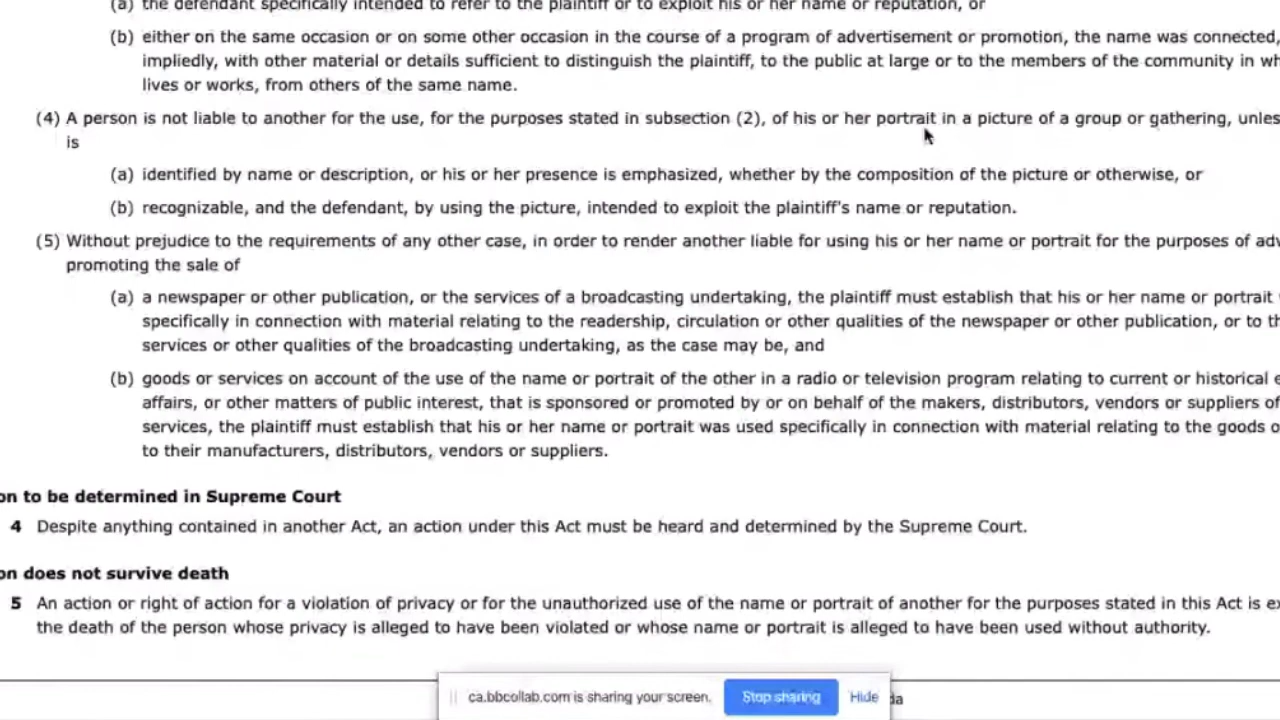 (a) the defendant specifically intended to refer to the plaintiff or to exploit his or her name or reputation, or
(b) either on the same occasion or on some other occasion in the course of a program of advertisement or promotion, the name was connected,
impliedly, with other material or details sufficient to distinguish the plaintiff, to the public at large or to the members of the community in wh
lives or works, from others of the same name.
(4) A person is not liable to another for the use, for the purposes stated in subsection (2), of his or her portrait in a picture of a group or gathering, unles
is
(a) identified by name or description, or his or her presence is emphasized, whether by the composition of the picture or otherwise, or
(b) recognizable, and the defendant, by using the picture, intended to exploit the plaintiff's name or reputation.
(5) Without prejudice to the requirements of any other case, in order to render another liable for using his or her name or portrait for the purposes of adv
promoting the sale of
(a) a newspaper or other publication, or the services of a broadcasting undertaking, the plaintiff must establish that his or her name or portrait
specifically in connection with material relating to the readership, circulation or other qualities of the newspaper or other publication, or to th
services or other qualities of the broadcasting undertaking, as the case may be, and
(b) goods or services on account of the use of the name or portrait of the other in a radio or television program relating to current or historical e
affairs, or other matters of public interest, that is sponsored or promoted by or on behalf of the makers, distributors, vendors or suppliers of
services, the plaintiff must establish that his or her name or portrait was used specifically in connection with material relating to the goods o
to their manufacturers, distributors, vendors or suppliers.
on to be determined in Supreme Court
4 Despite anything contained in another Act, an action under this Act must be heard and determined by the Supreme Court.
on does not survive death
5 An action or right of action for a violation of privacy or for the unauthorized use of the name or portrait of another for the purposes stated in this Act is ex
the death of the person whose privacy is alleged to have been violated or whose name or portrait is alleged to have been used without authority.
ca.bbcollab.com is sharing your screen. Stop sharing Hide da